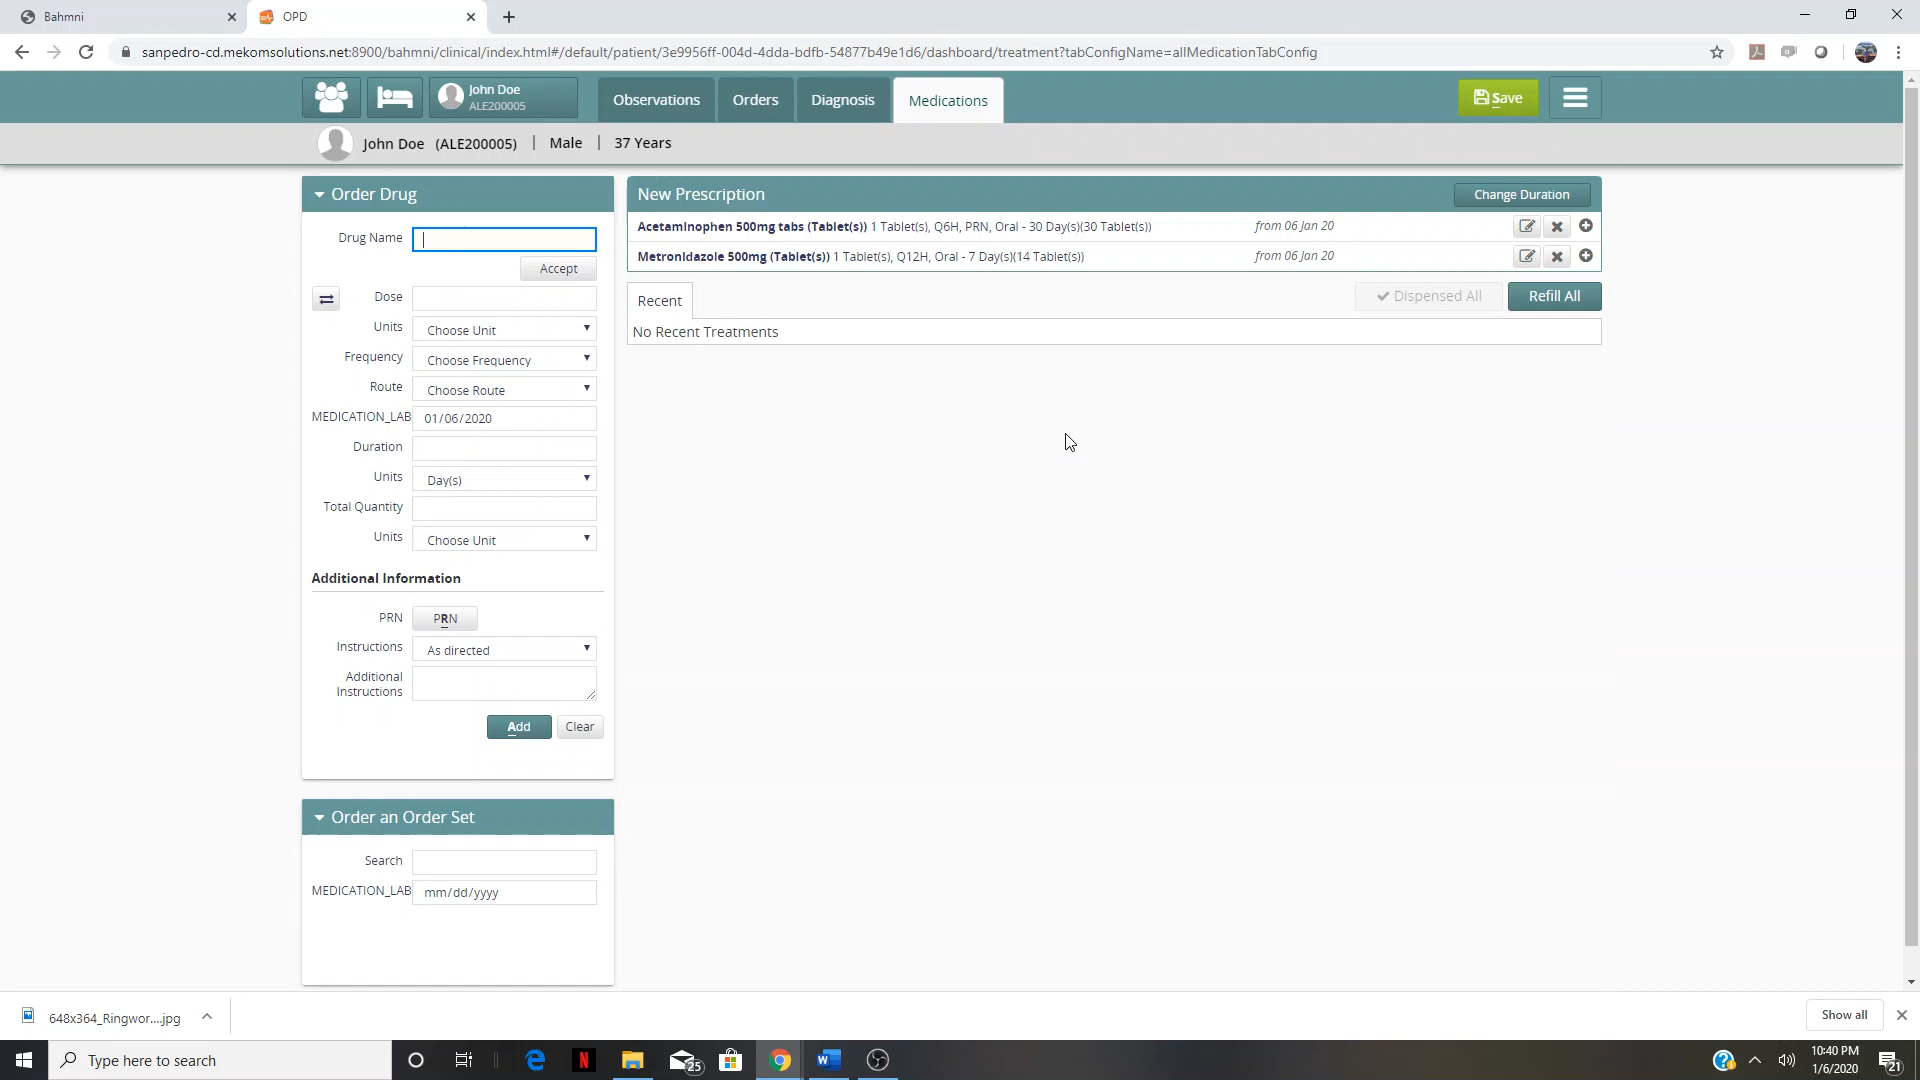 Bahmni
OPD
sanpedro-cd.mekomsolutions.net:8900/bahmni/clinical/index.html#/default/patient/3e9956ff-004d-4dda-bdfb-54877b49e1d6/dashboard/treatment?tabConfigName=allMedicationTabConfig
John Doe
ALE200005
Observations
Orders
Diagnosis
Medications
Save
John Doe (ALE200005) | Male | 37 Years
Order Drug
Drug Name
Accept
Dose
Units Choose Unit
Frequency Choose Frequency
Route Choose Route
MEDICATION_LAB 01/06/2020
Duration
Units Day(s)
Total Quantity
Units Choose Unit
Additional Information
PRN PRN
Instructions As directed
Additional
Instructions
Add Clear
Order an Order Set
Search
MEDICATION_LAB mm/dd/yyyy
New Prescription
Change Duration
Acetaminophen 500mg tabs (Tablet(s)) 1 Tablet(s), Q6H, PRN, Oral - 30 Day(s)(30 Tablet(s)) from 06 Jan 20
Metronidazole 500mg (Tablet(s)) 1 Tablet(s), Q12H, Oral - 7 Day(s)(14 Tablet(s)) from 06 Jan 20
Recent
Dispensed All
Refill All
No Recent Treatments
648x364_Ringwor....jpg
Show all
Type here to search
25
10:40 PM
1/6/2020
21